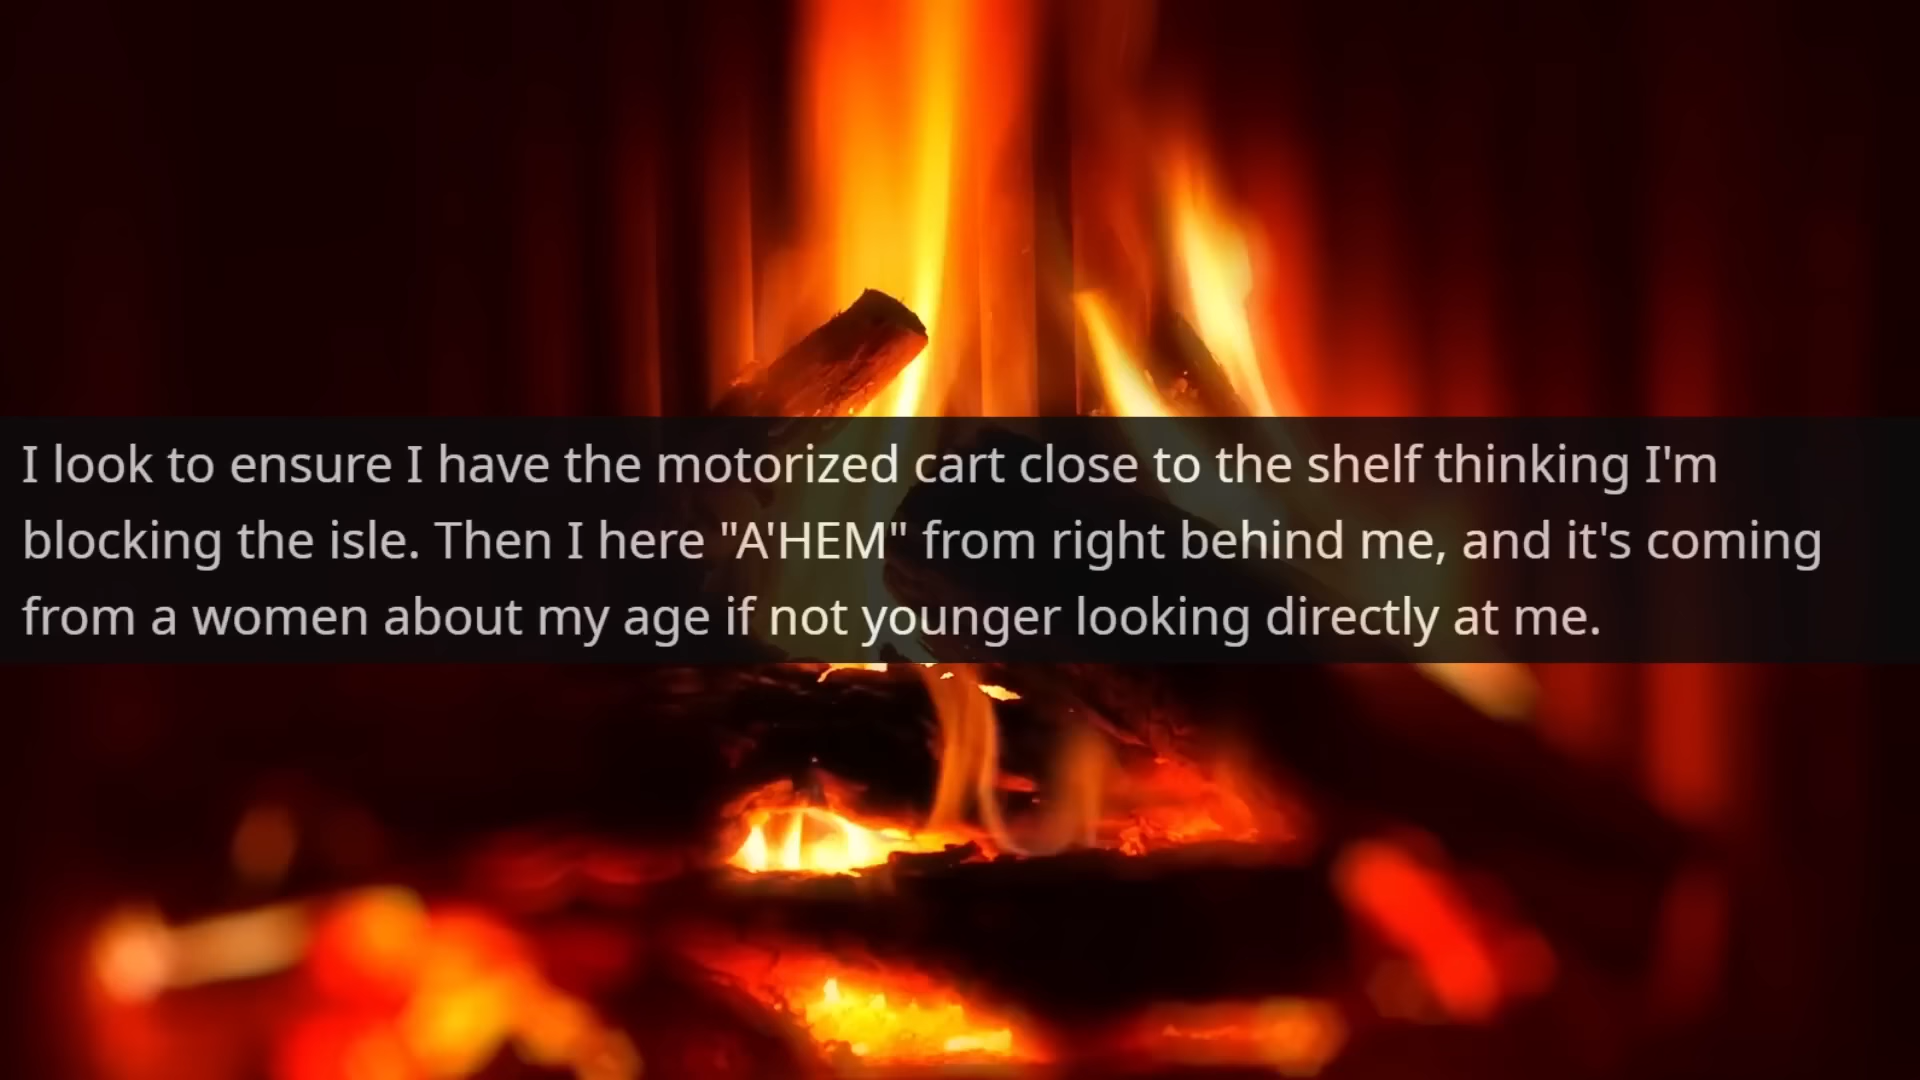 I look to ensure I have the motorized cart close to the shelf thinking I'm
blocking the isle. Then I here "A'HEM" from right behind me, and it's coming
from a women about my age if not younger looking directly at me.